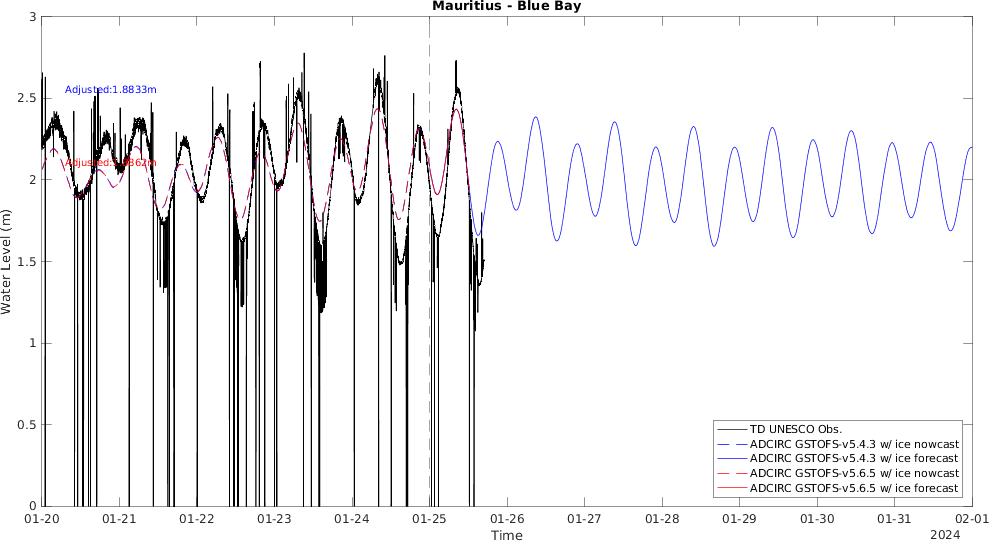 Mauritius - Blue Bay
3
2.5
2
1.5
1
0.5
0
Water Level (m)
Adjusted:1.8833m
TD UNESCO Obs.
ADCIRC GSTOFS-v5.4.3 w/ ice nowcast
ADCIRC GSTOFS-v5.4.3 w/ ice forecast
ADCIRC GSTOFS-v5.6.5 w/ ice nowcast
ADCIRC GSTOFS-v5.6.5 w/ ice forecast
01-20 01-21 01-22 01-23 01-24 01-25 01-26 01-27 01-28 01-29 01-30 01-31 02-01
Time
2024